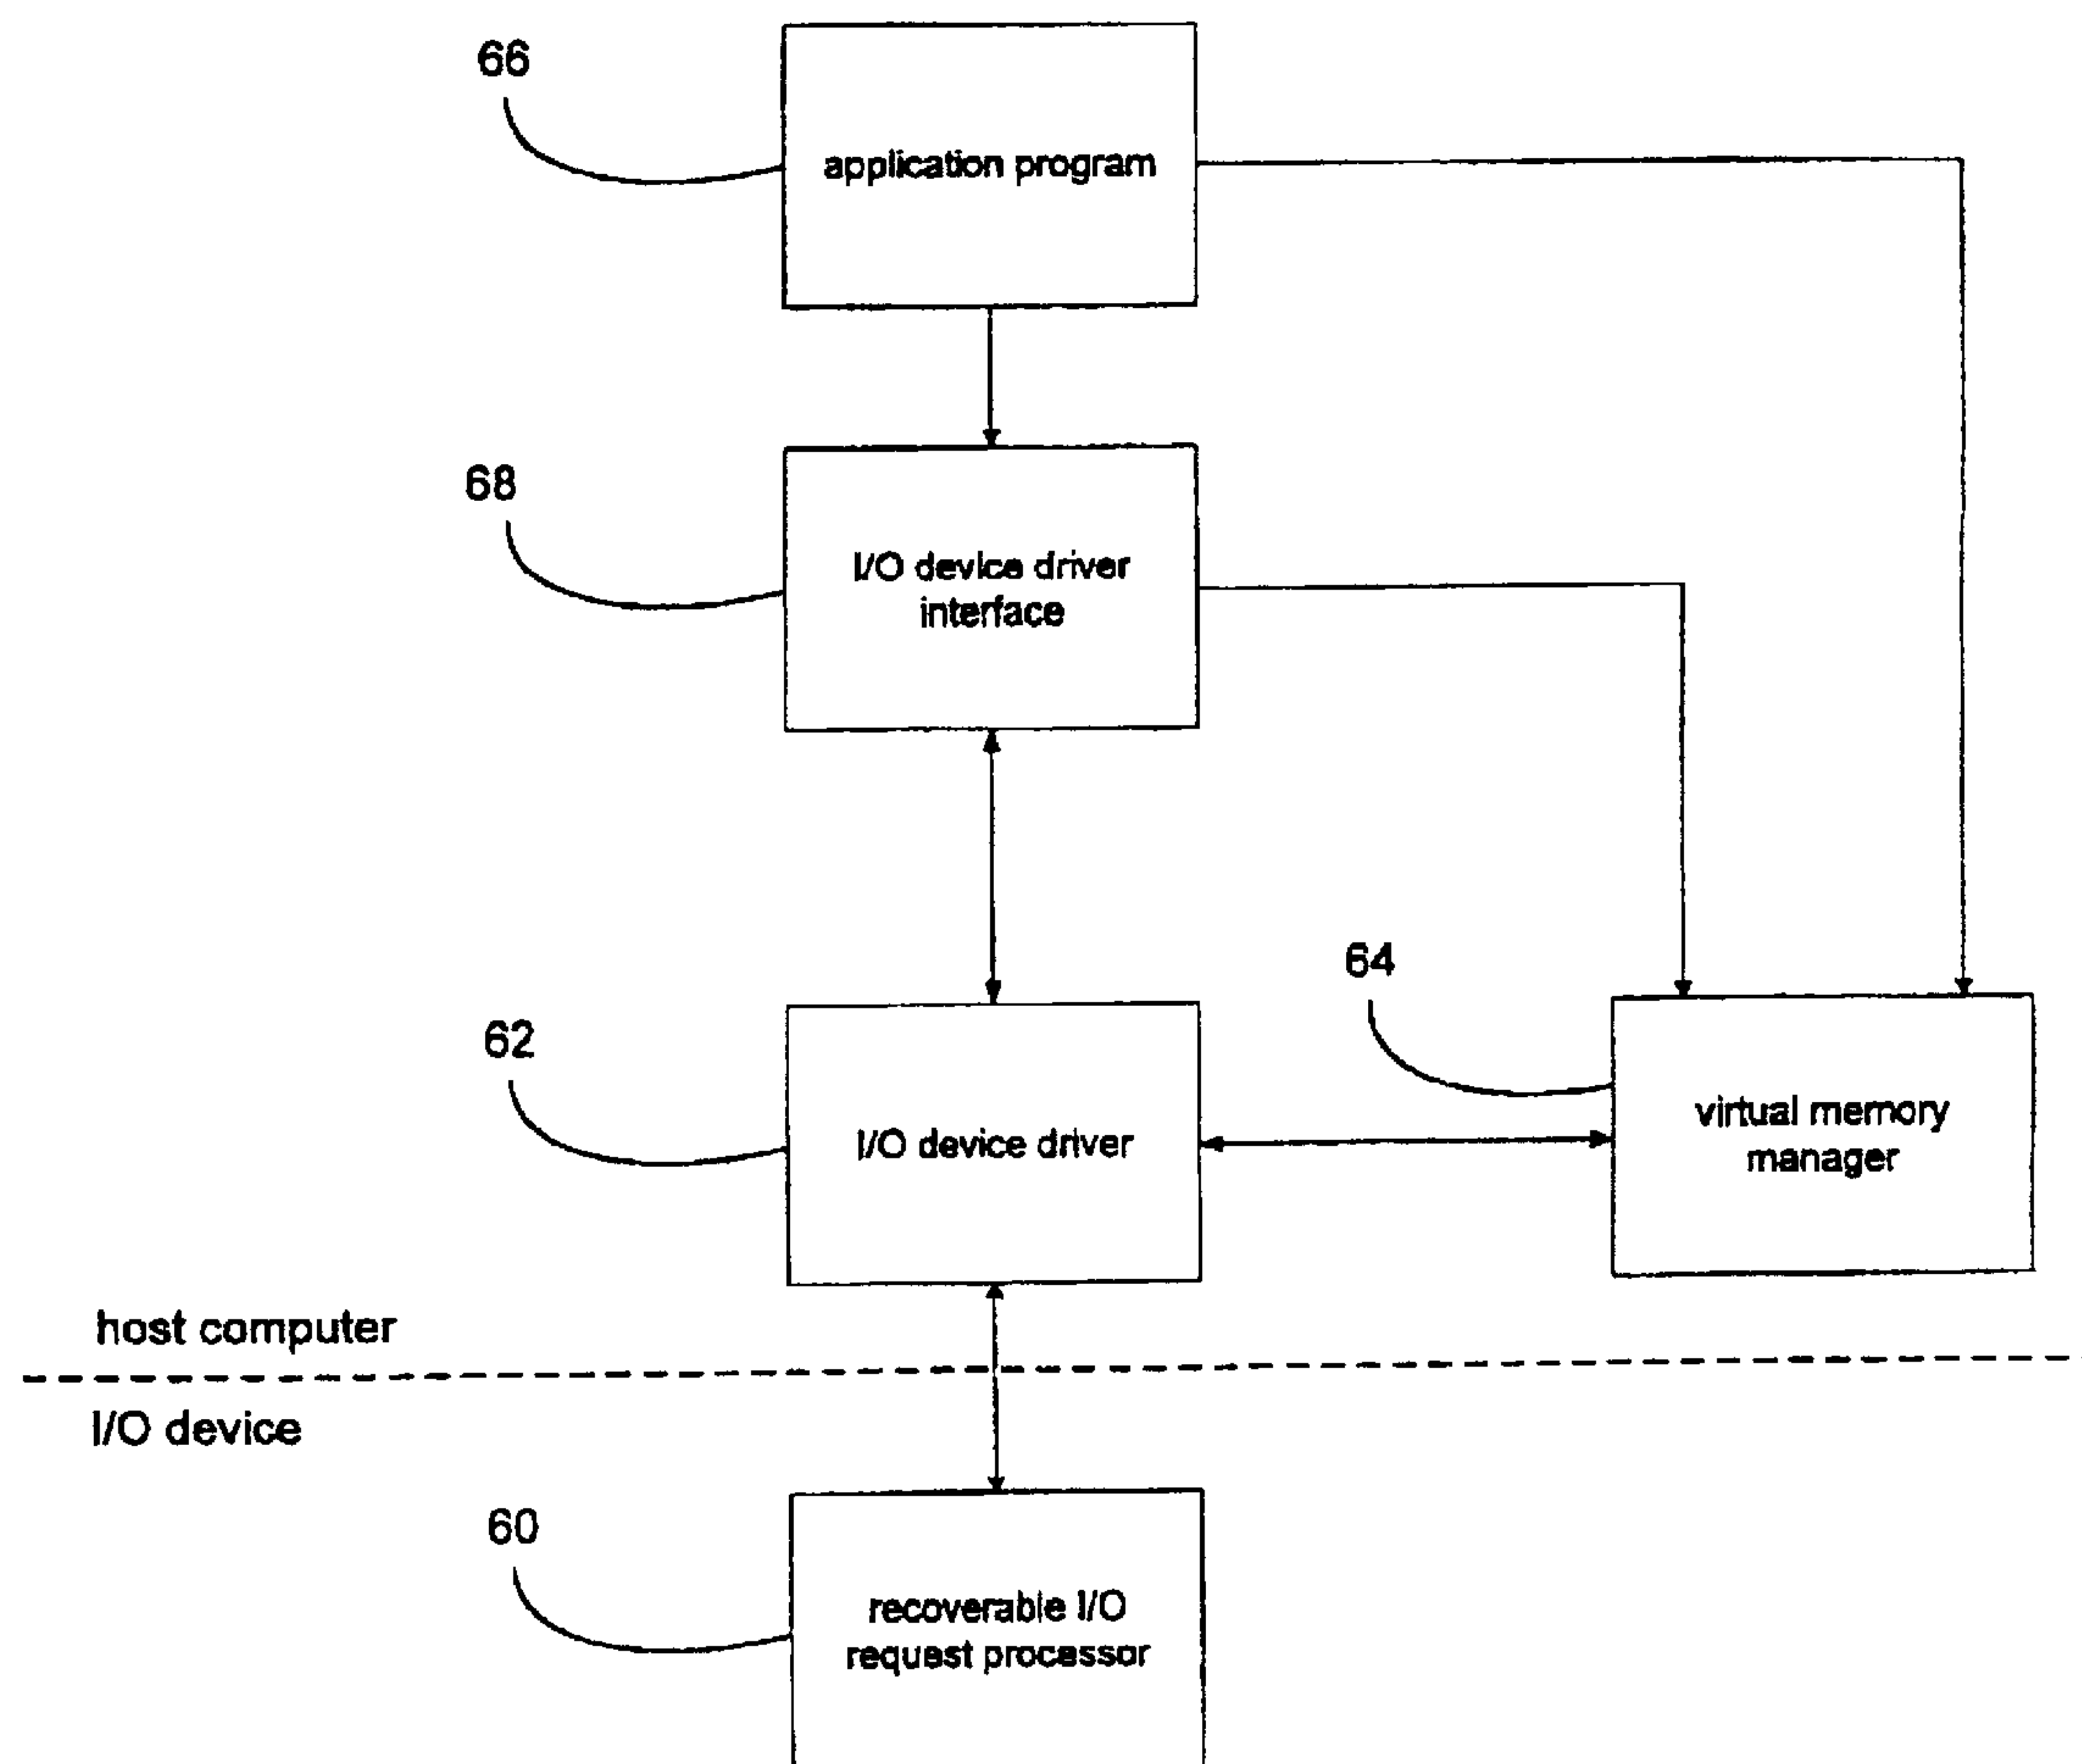 66
application program
68
I/O device driver
interface
64
62
I/O device driver
virtual memory
manager
host computer
I/O device
60
recoverable I/O
request processor